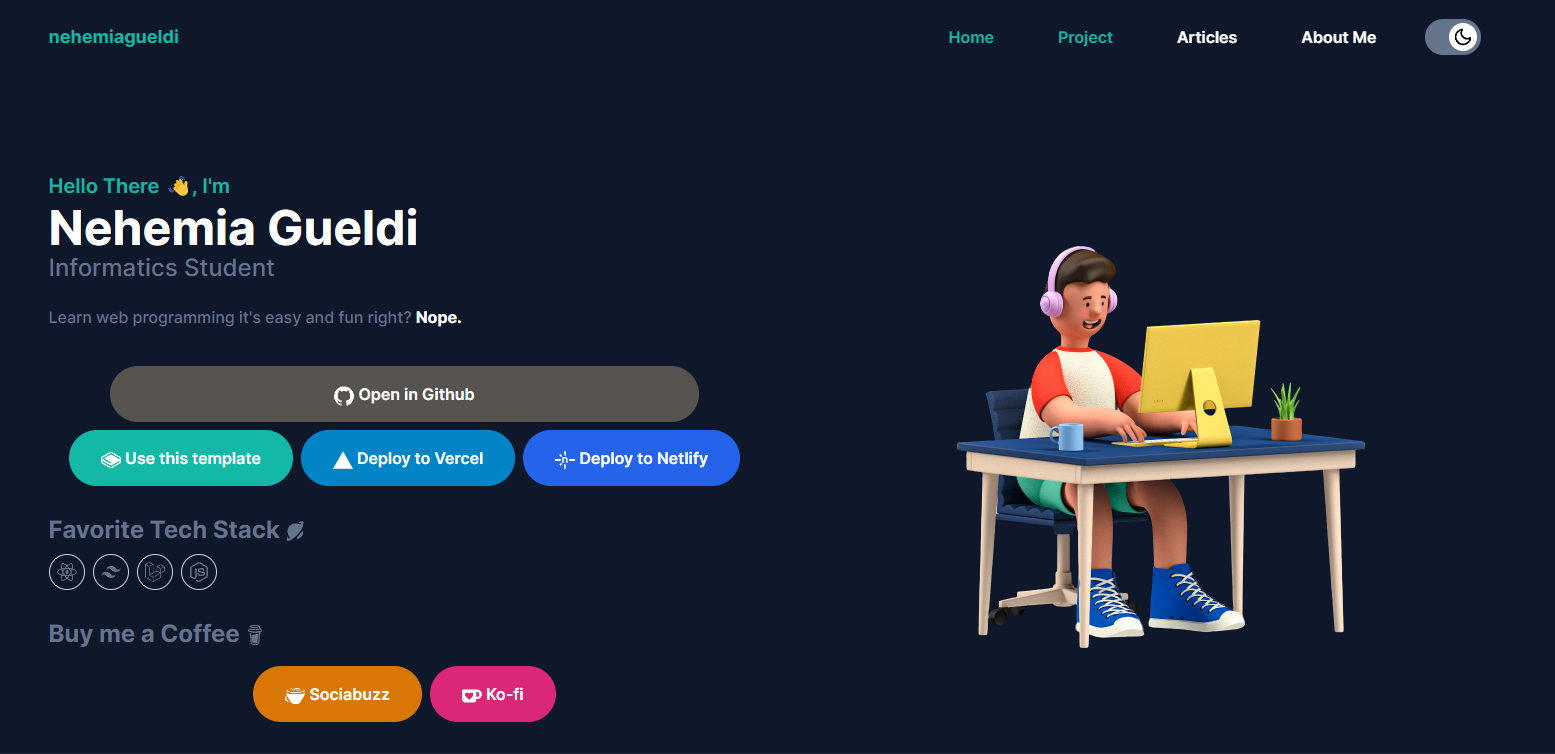 nehemiagueldi
Home Project Articles About Me
Hello There 👋, I'm
Nehemia Gueldi
Informatics Student
Learn web programming it's easy and fun right? Nope.
Open in Github
Use this template Deploy to Vercel Deploy to Netlify
Favorite Tech Stack
JS
Buy me a Coffee
Sociabuzz Ko-fi